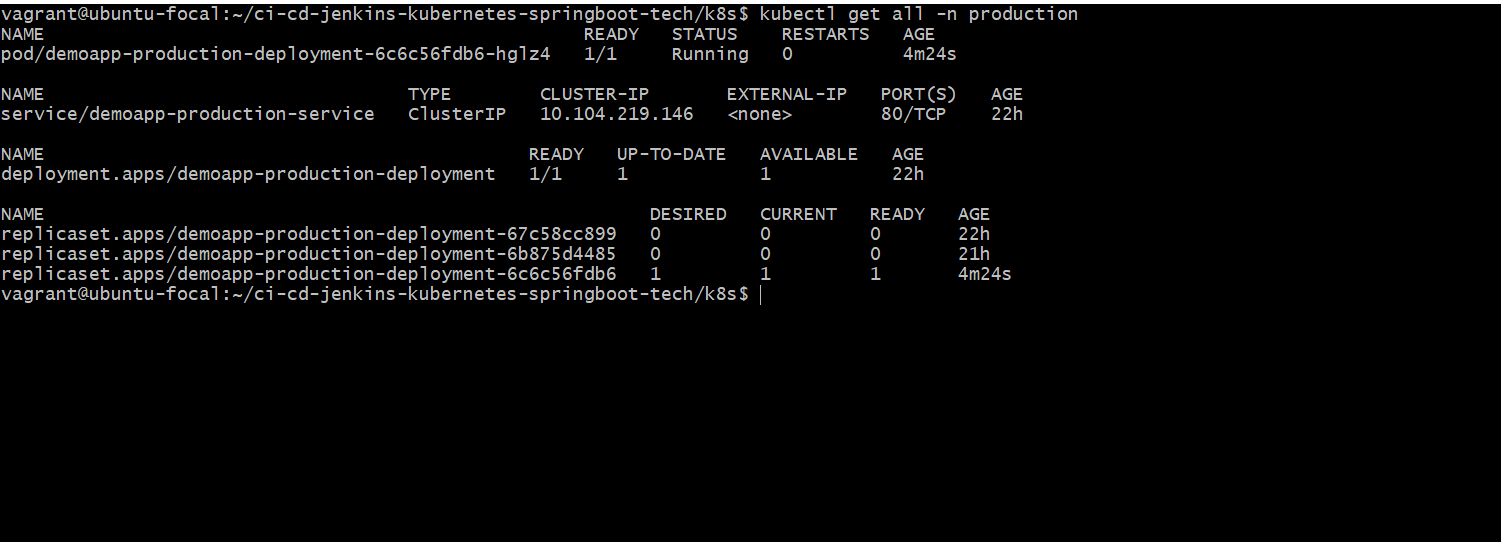 vagrant@ubuntu-focal:~/ci-cd-jenkins-kubernetes-springboot-tech/k8s$ kubectl get all -n production
NAME READY STATUS RESTARTS AGE
pod/demoapp-production-deployment-6c6c56fdb6-hglz4 1/1 Running 0 4m24s
NAME TYPE CLUSTER-IP EXTERNAL-IP PORT(S) AGE
service/demoapp-production-service ClusterIP 10.104.219.146 <none> 80/TCP 22h
NAME READY UP-TO-DATE AVAILABLE AGE
deployment.apps/demoapp-production-deployment 1/1 1 1 22h
NAME DESIRED CURRENT READY AGE
replicaset.apps/demoapp-production-deployment-67c58cc899 0 0 0 22h
replicaset.apps/demoapp-production-deployment-6b875d4485 0 0 0 21h
replicaset.apps/demoapp-production-deployment-6c6c56fdb6 1 1 1 4m24s
vagrant@ubuntu-focal:~/ci-cd-jenkins-kubernetes-springboot-tech/k8s$